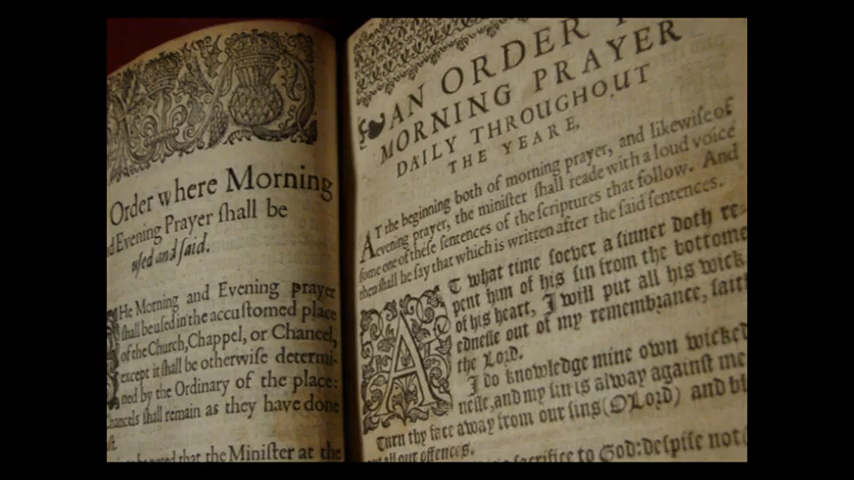 Order where Morning
Evening Prayer ſhall be
uſed and ſaid.
He Morning and Evening prayer
ſhall be uſed in the accuſtomed place
of the Church, Chappel, or Chancel,
except it ſhall be otherwiſe determi-
ned by the Ordinary of the place:
Chancels ſhall remain as they have done
that the Miniſter at the
AN ORDER
MORNING PRAYER
DAILY THROUGHOUT
THE YEARE,
AT the beginning both of morning prayer, and likewiſe of
evening prayer, the miniſter ſhall reade with a loud voice
ſome one of theſe ſentences of the ſcriptures that follow. And
then ſhall be ſay that which is written after the ſaid ſentences.
AT what time ſoever a ſinner doth re-
pent him of his ſin from the bottome
of his heart, I will put all his wick-
edneſſe out of my remembrance, ſaith
the Lord.
I do knowledge mine own wicked
neſſe, and my ſin is alway againſt me
Turn thy face away from our ſins (O Lord) and bl
out all our offences.
ſacrifice to God: deſpiſe not